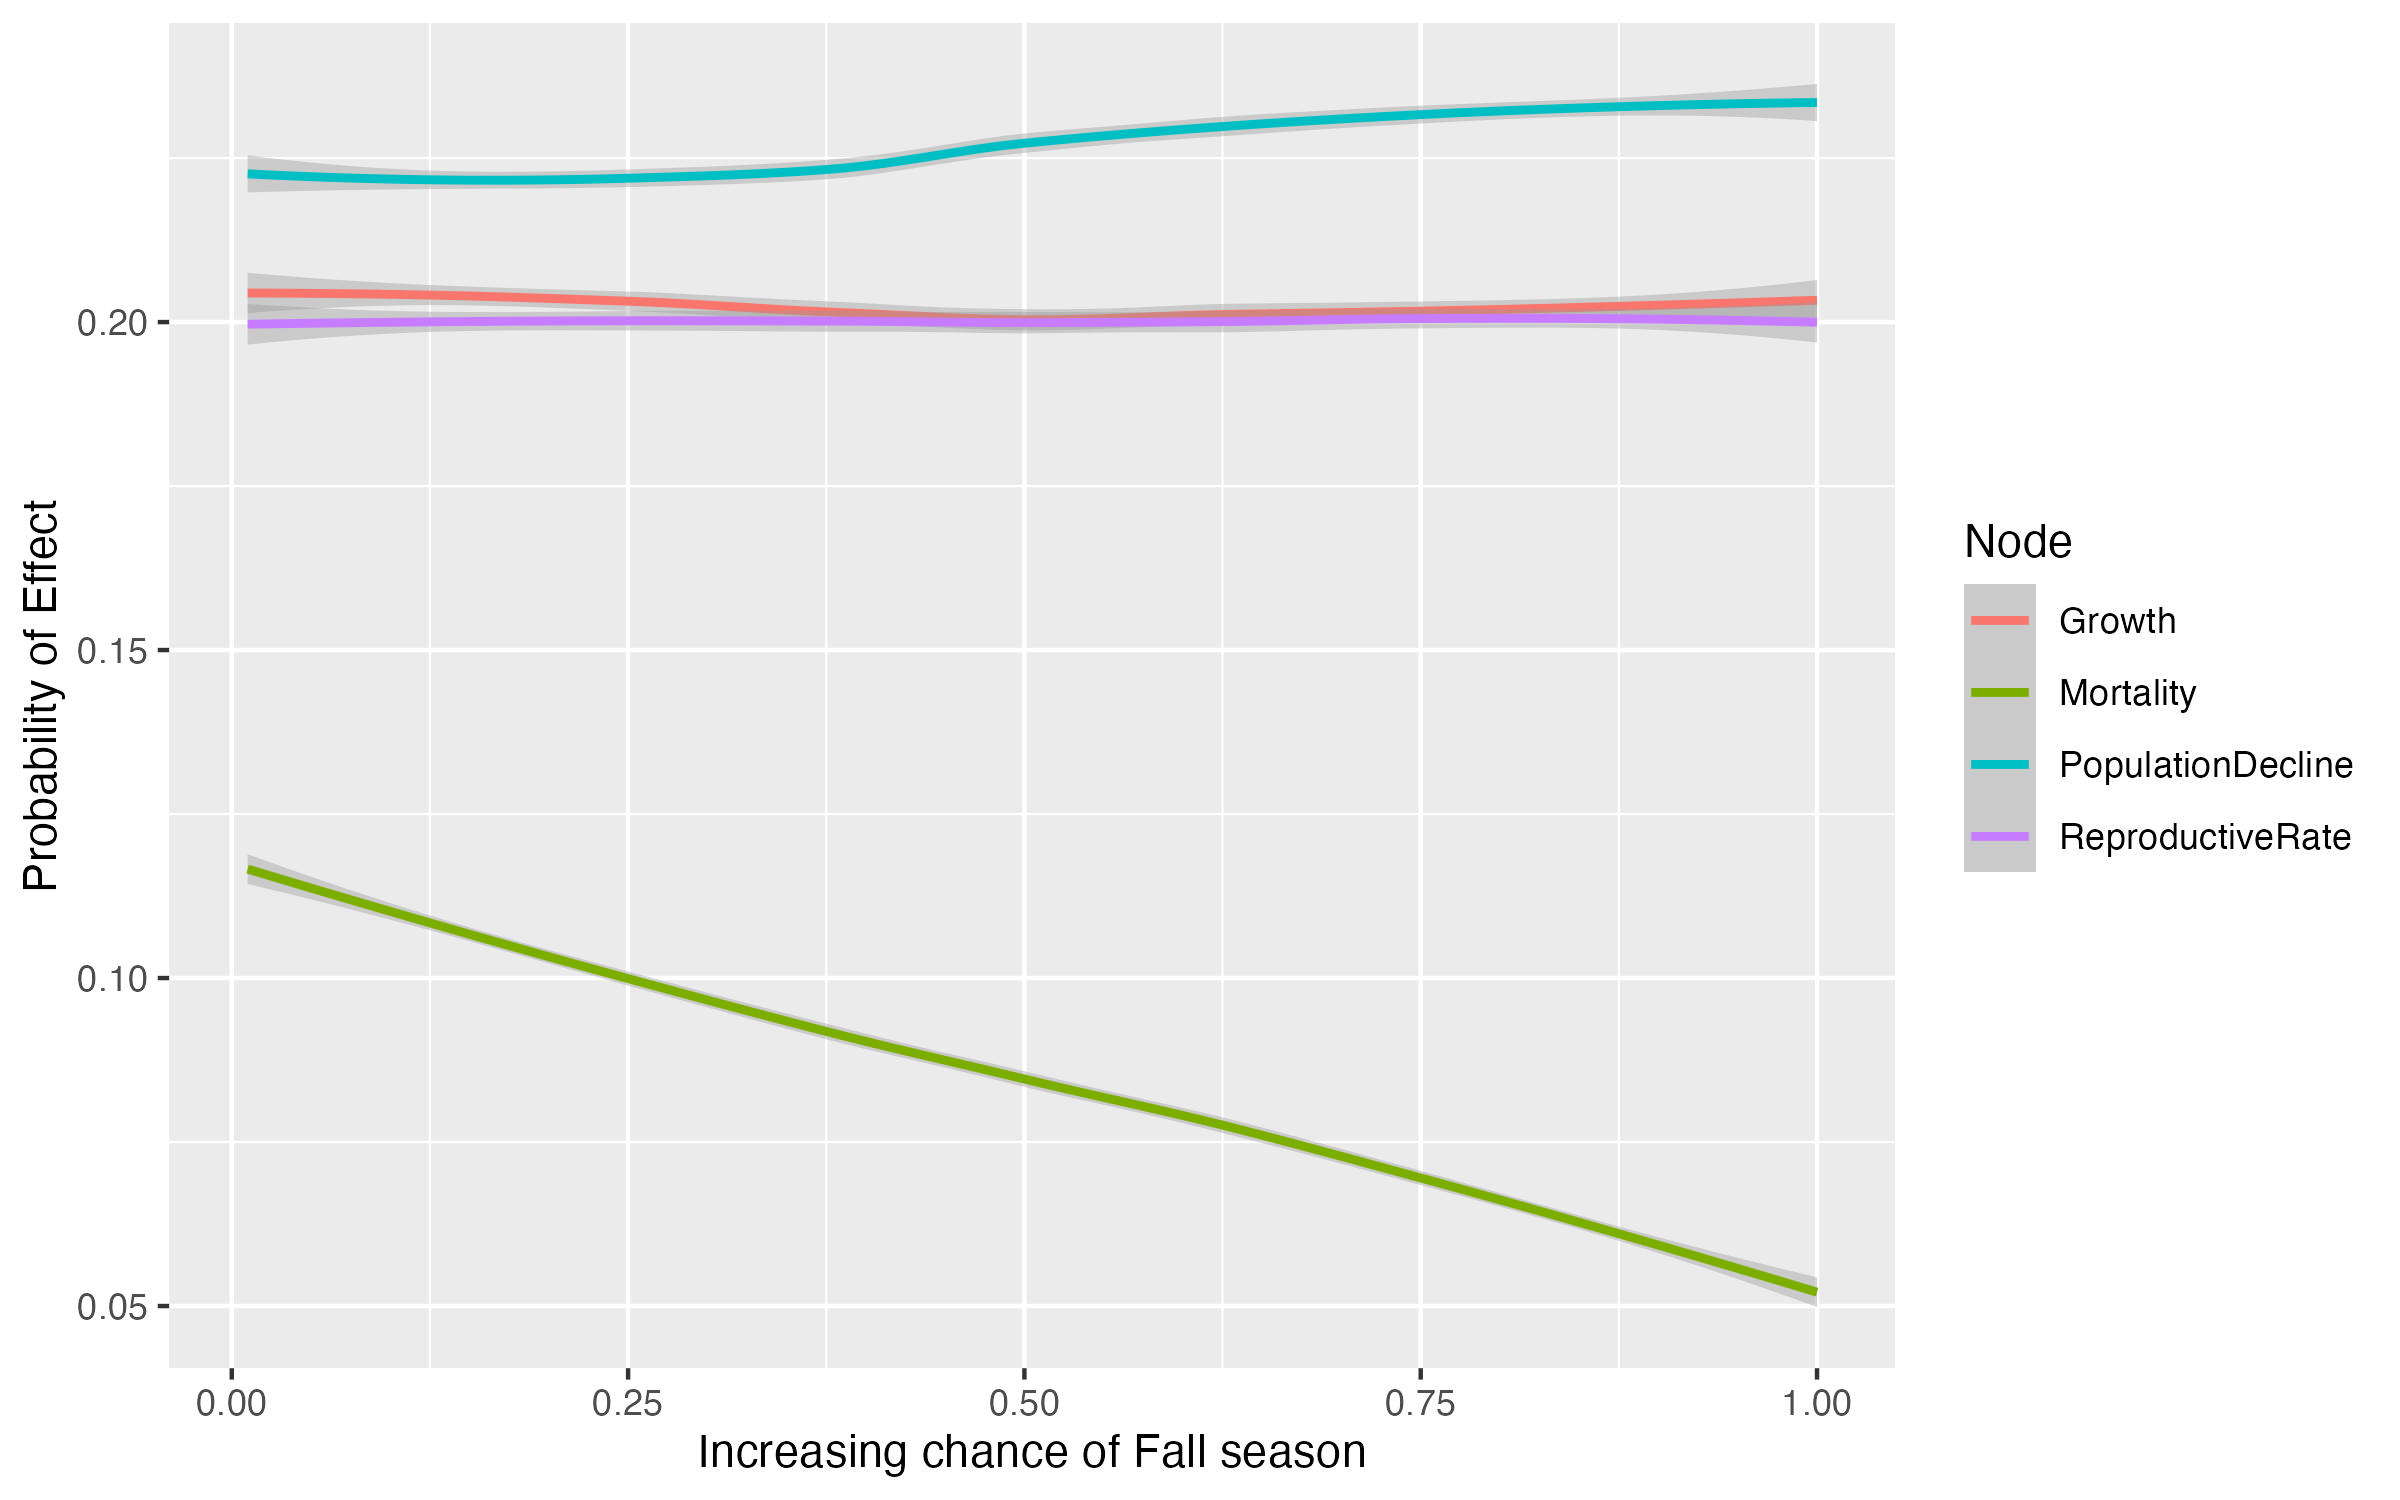 Probability of Effect
0.20
0.15
0.10
0.05
0.00 0.25 0.50 0.75 1.00
Increasing chance of Fall season
Node
Growth
Mortality
PopulationDecline
ReproductiveRate